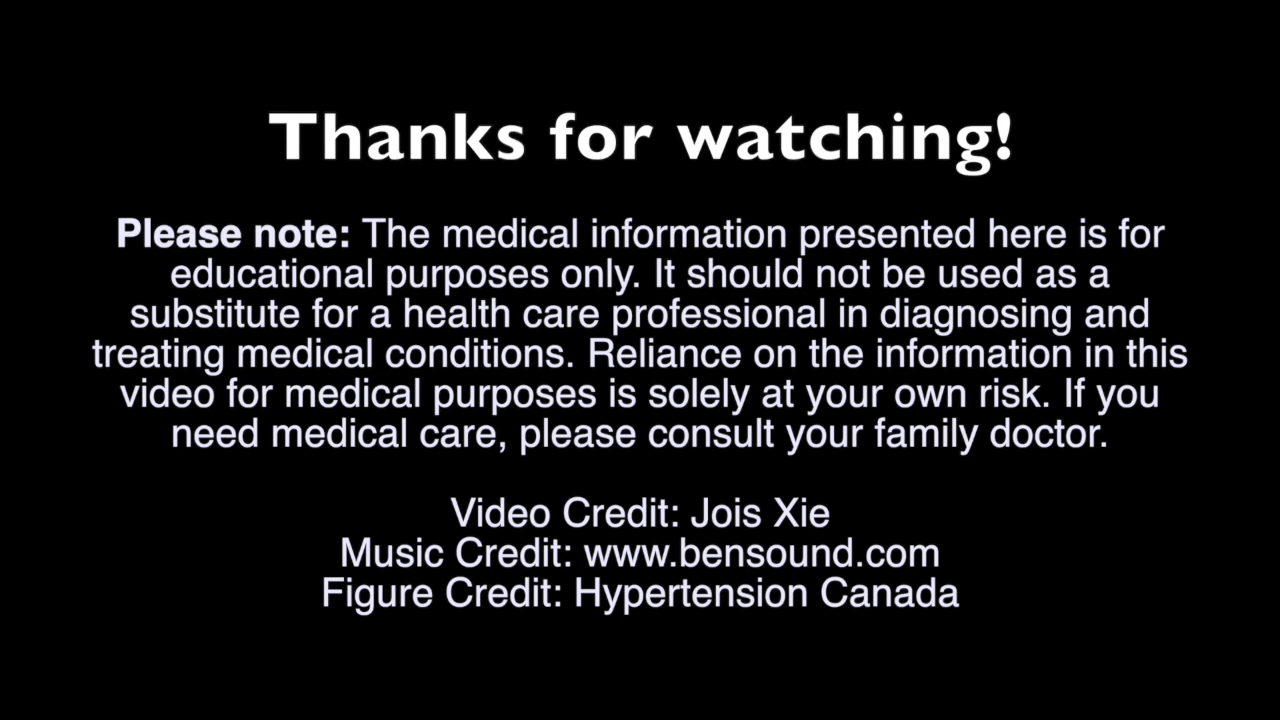 Thanks for watching!
Please note: The medical information presented here is for
educational purposes only. It should not be used as a
substitute for a health care professional in diagnosing and
treating medical conditions. Reliance on the information in this
video for medical purposes is solely at your own risk. If you
need medical care, please consult your family doctor.
Video Credit: Jois Xie
Music Credit: www.bensound.com
Figure Credit: Hypertension Canada